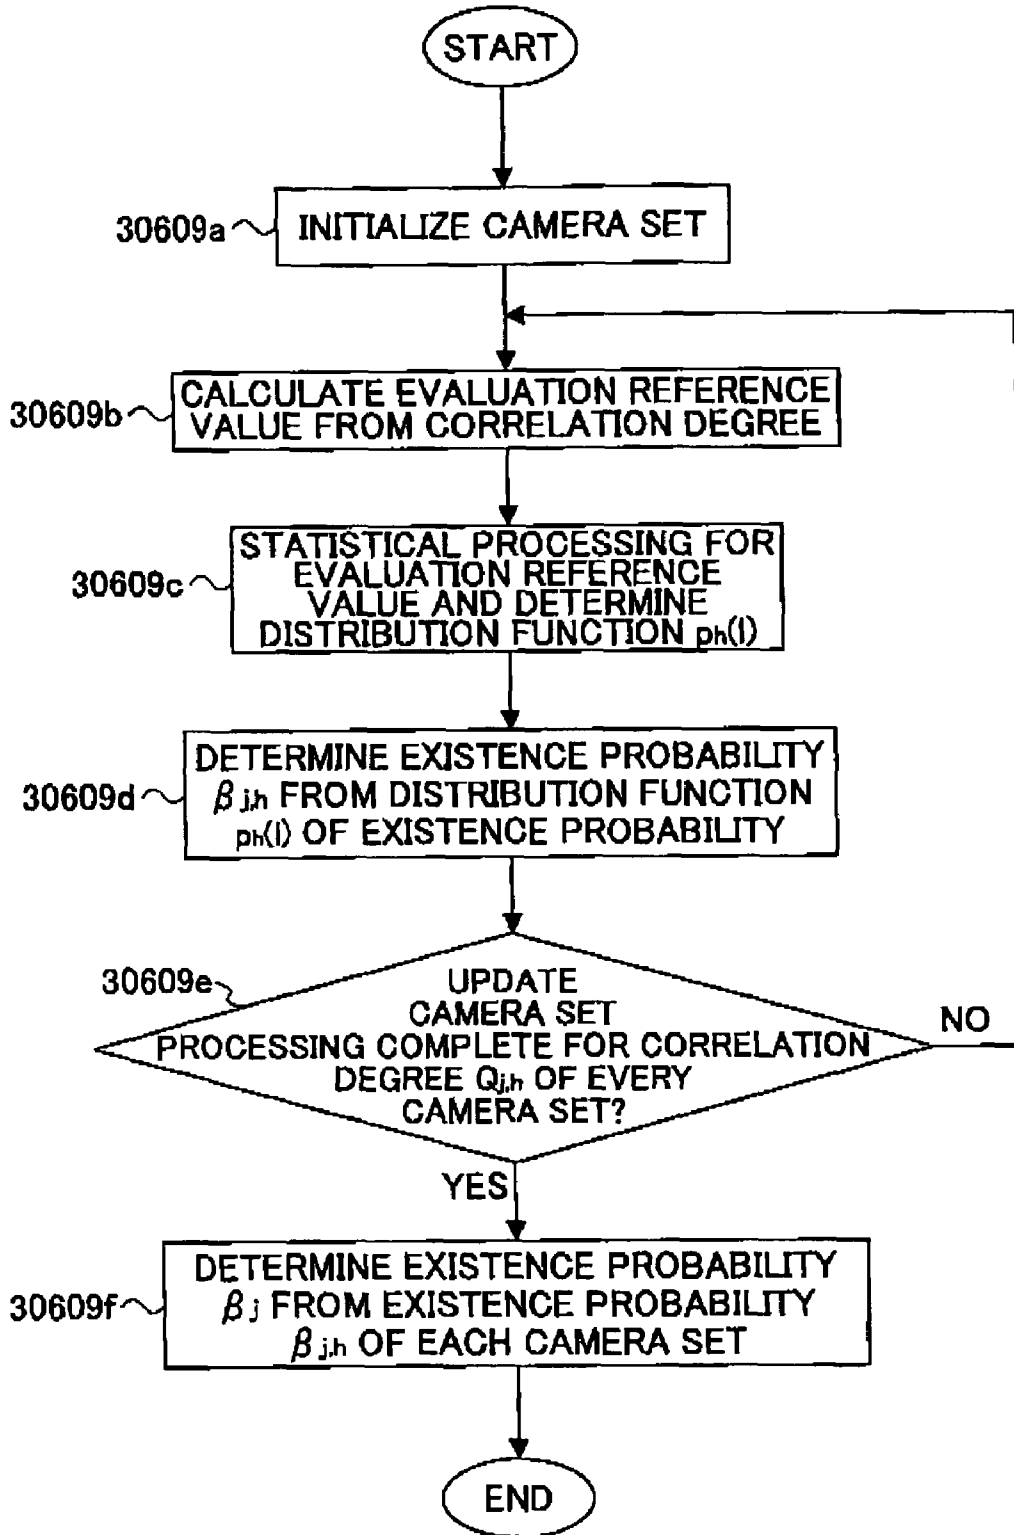 START
30609a
INITIALIZE CAMERA SET
30609b
CALCULATE EVALUATION REFERENCE
VALUE FROM CORRELATION DEGREE
30609c
STATISTICAL PROCESSING FOR
EVALUATION REFERENCE
VALUE AND DETERMINE
DISTRIBUTION FUNCTION ph(l)
30609d
DETERMINE EXISTENCE PROBABILITY
β j,h FROM DISTRIBUTION FUNCTION
ph(l) OF EXISTENCE PROBABILITY
30609e
UPDATE
CAMERA SET
PROCESSING COMPLETE FOR CORRELATION
DEGREE Qj,h OF EVERY
CAMERA SET?
NO
YES
30609f
DETERMINE EXISTENCE PROBABILITY
β j FROM EXISTENCE PROBABILITY
β j,h OF EACH CAMERA SET
END